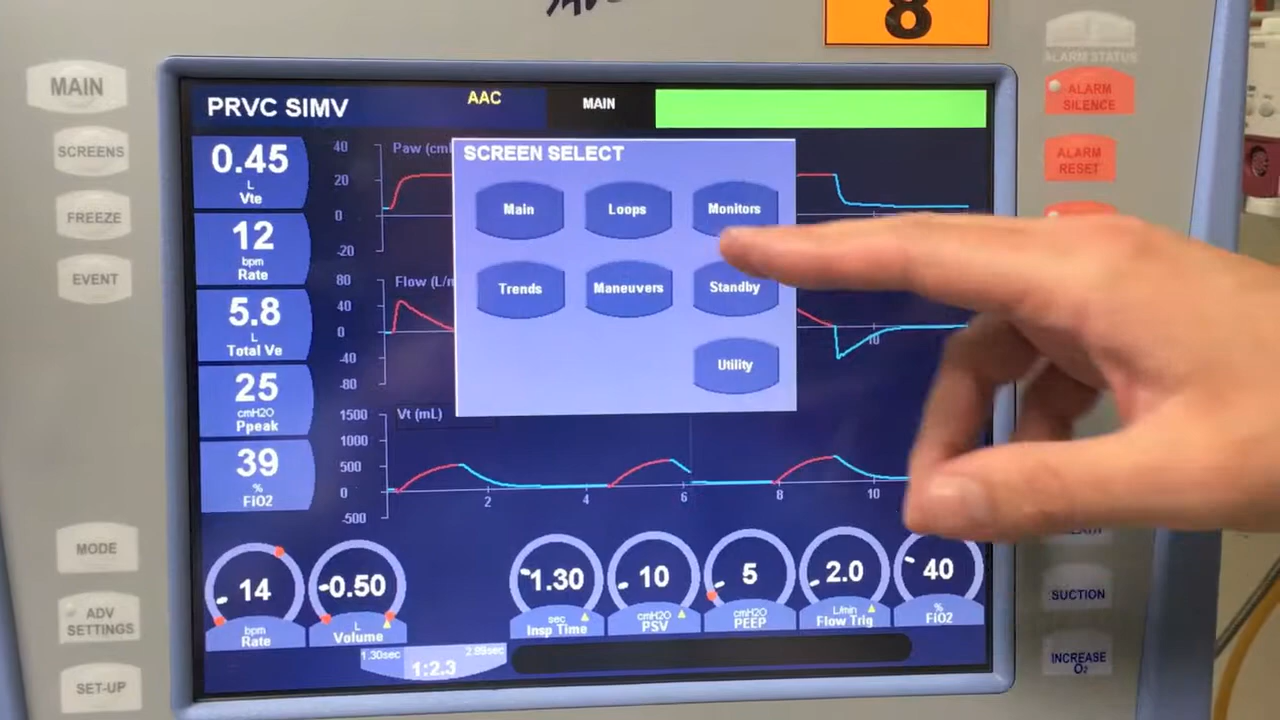 8
ALARM STATUS
MAIN
SCREENS
FREEZE
EVENT
MODE
ADV
SETTINGS
SET-UP
PRVC SIMV
AAC
MAIN
0.45
L
Vte
12
bpm
Rate
5.8
L
Total Ve
25
cmH2O
Ppeak
39
%
FiO2
40
20
0
-20
Paw (cmH
80
40
0
-40
-80
Flow (L/m
10
1500
1000
500
0
-500
Vt (mL)
2
4
6
8
10
SCREEN SELECT
Main
Loops
Monitors
Trends
Maneuvers
Standby
Utility
14
bpm
Rate
0.50
L
Volume
1.30
sec
Insp Time
10
cmH2O
PSV
5
cmH2O
PEEP
2.0
L/min
Flow Trig
40
%
FiO2
1.30sec
1:2.3
2.89sec
ALARM
SILENCE
ALARM
RESET
SUCTION
INCREASE
O2